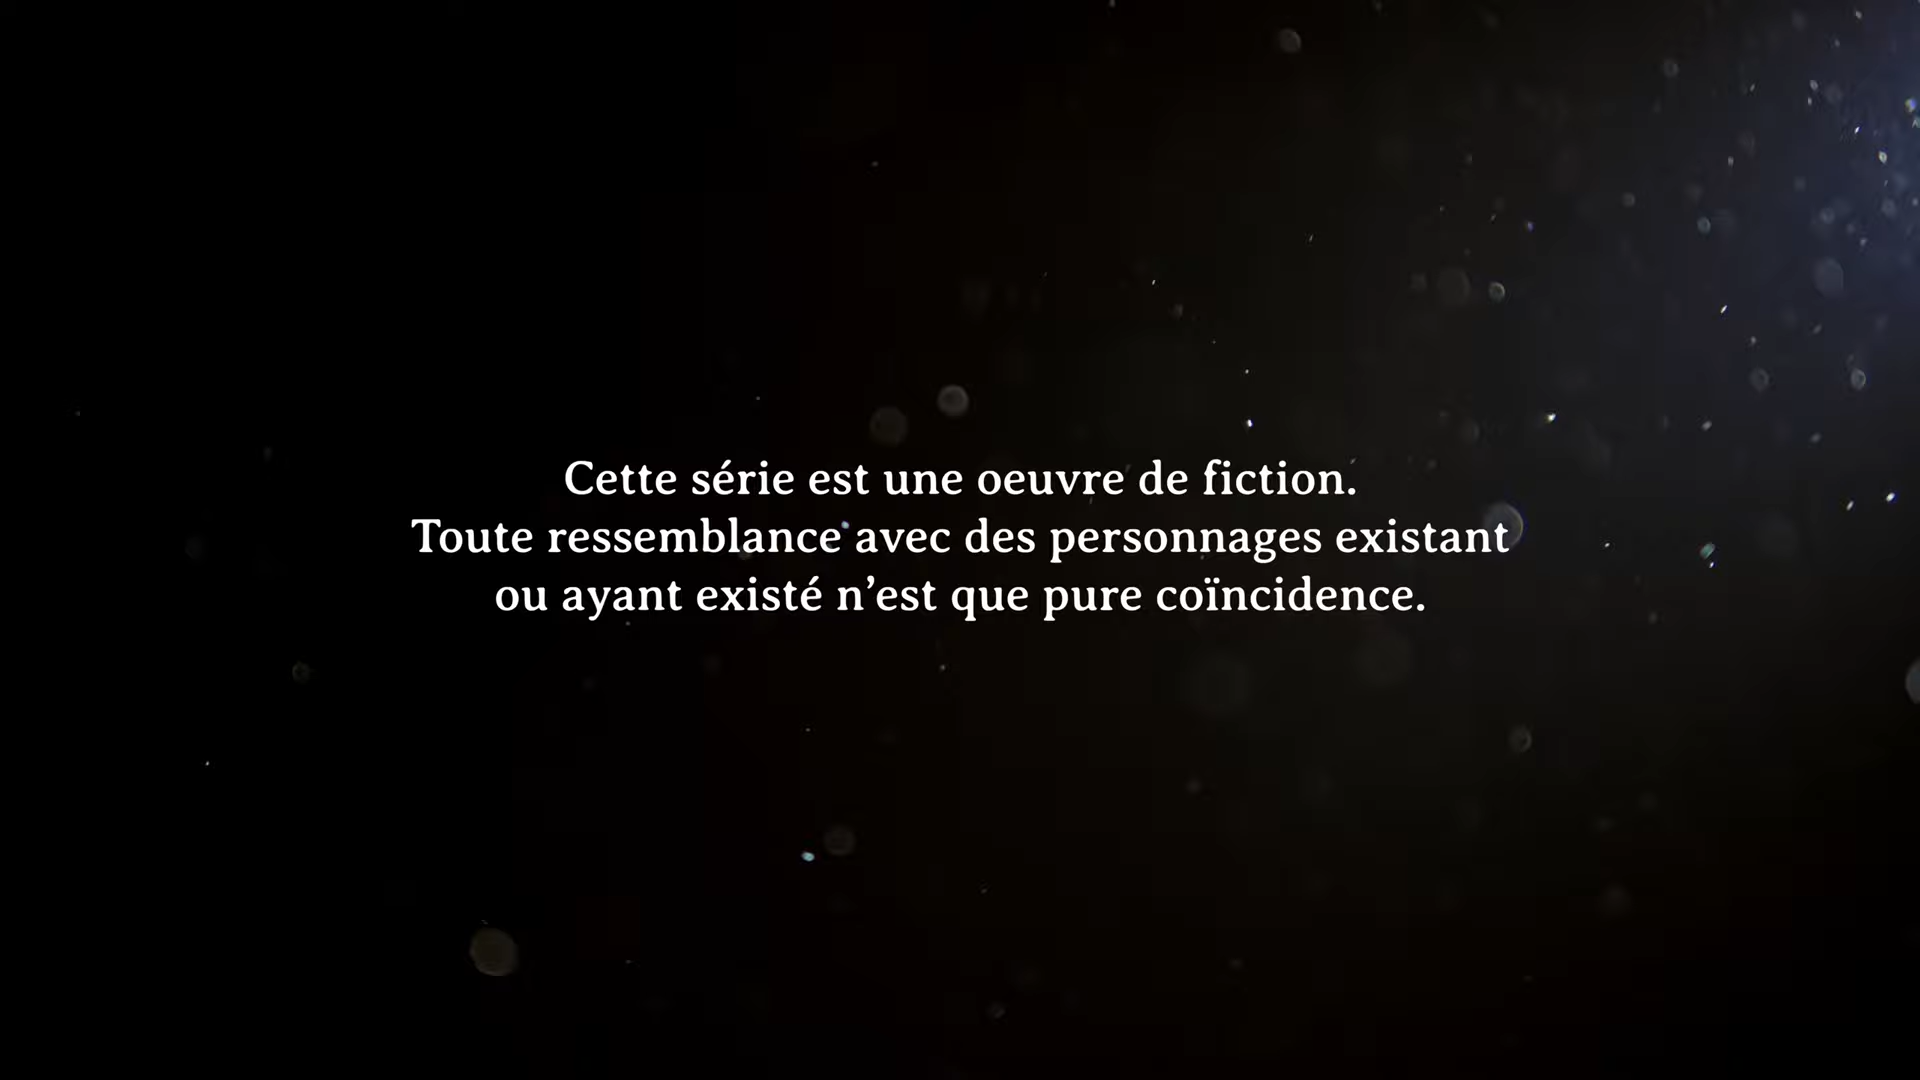 Cette série est une oeuvre de fiction.
Toute ressemblance avec des personnages existant
ou ayant existé n’est que pure coïncidence.